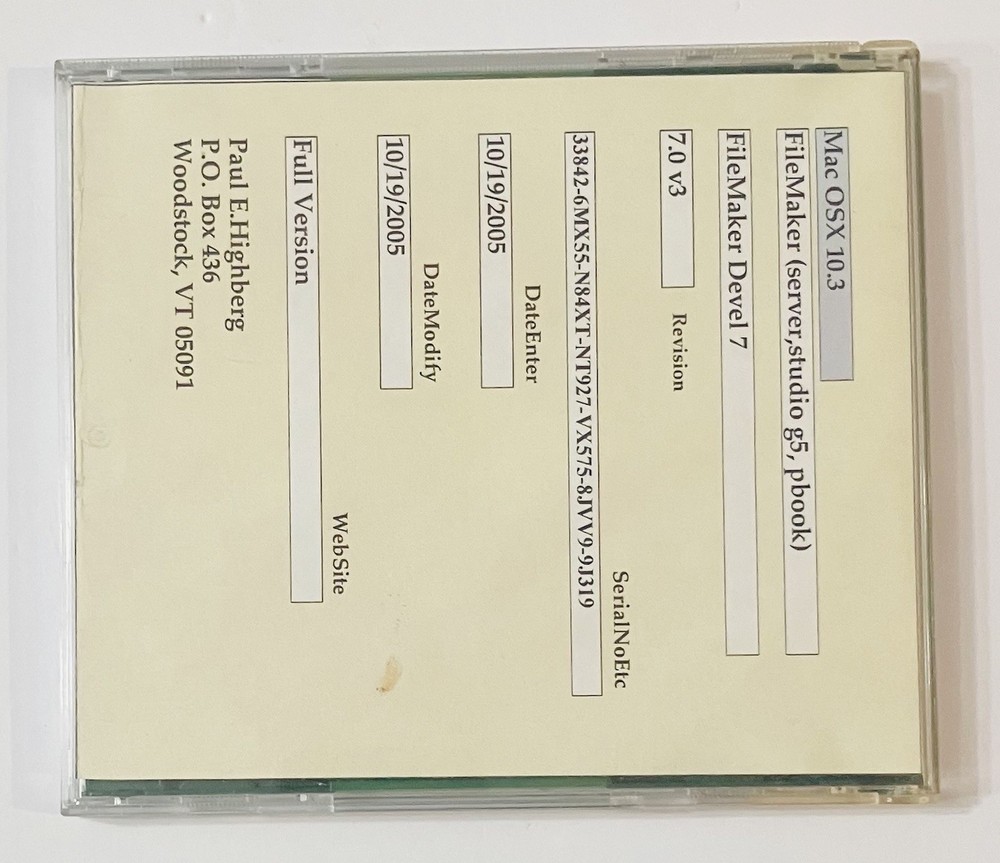 Mac OSX 10.3
FileMaker (server,studio g5, pbook)
FileMaker Devel 7
7.0 v3 Revision
SerialNoEtc
33842-6MX55-N84XT-NT927-VX575-8JVV9-9J319
DateEnter
10/19/2005
DateModify
10/19/2005
WebSite
Full Version
Paul E.Highberg
P.O. Box 436
Woodstock, VT 05091